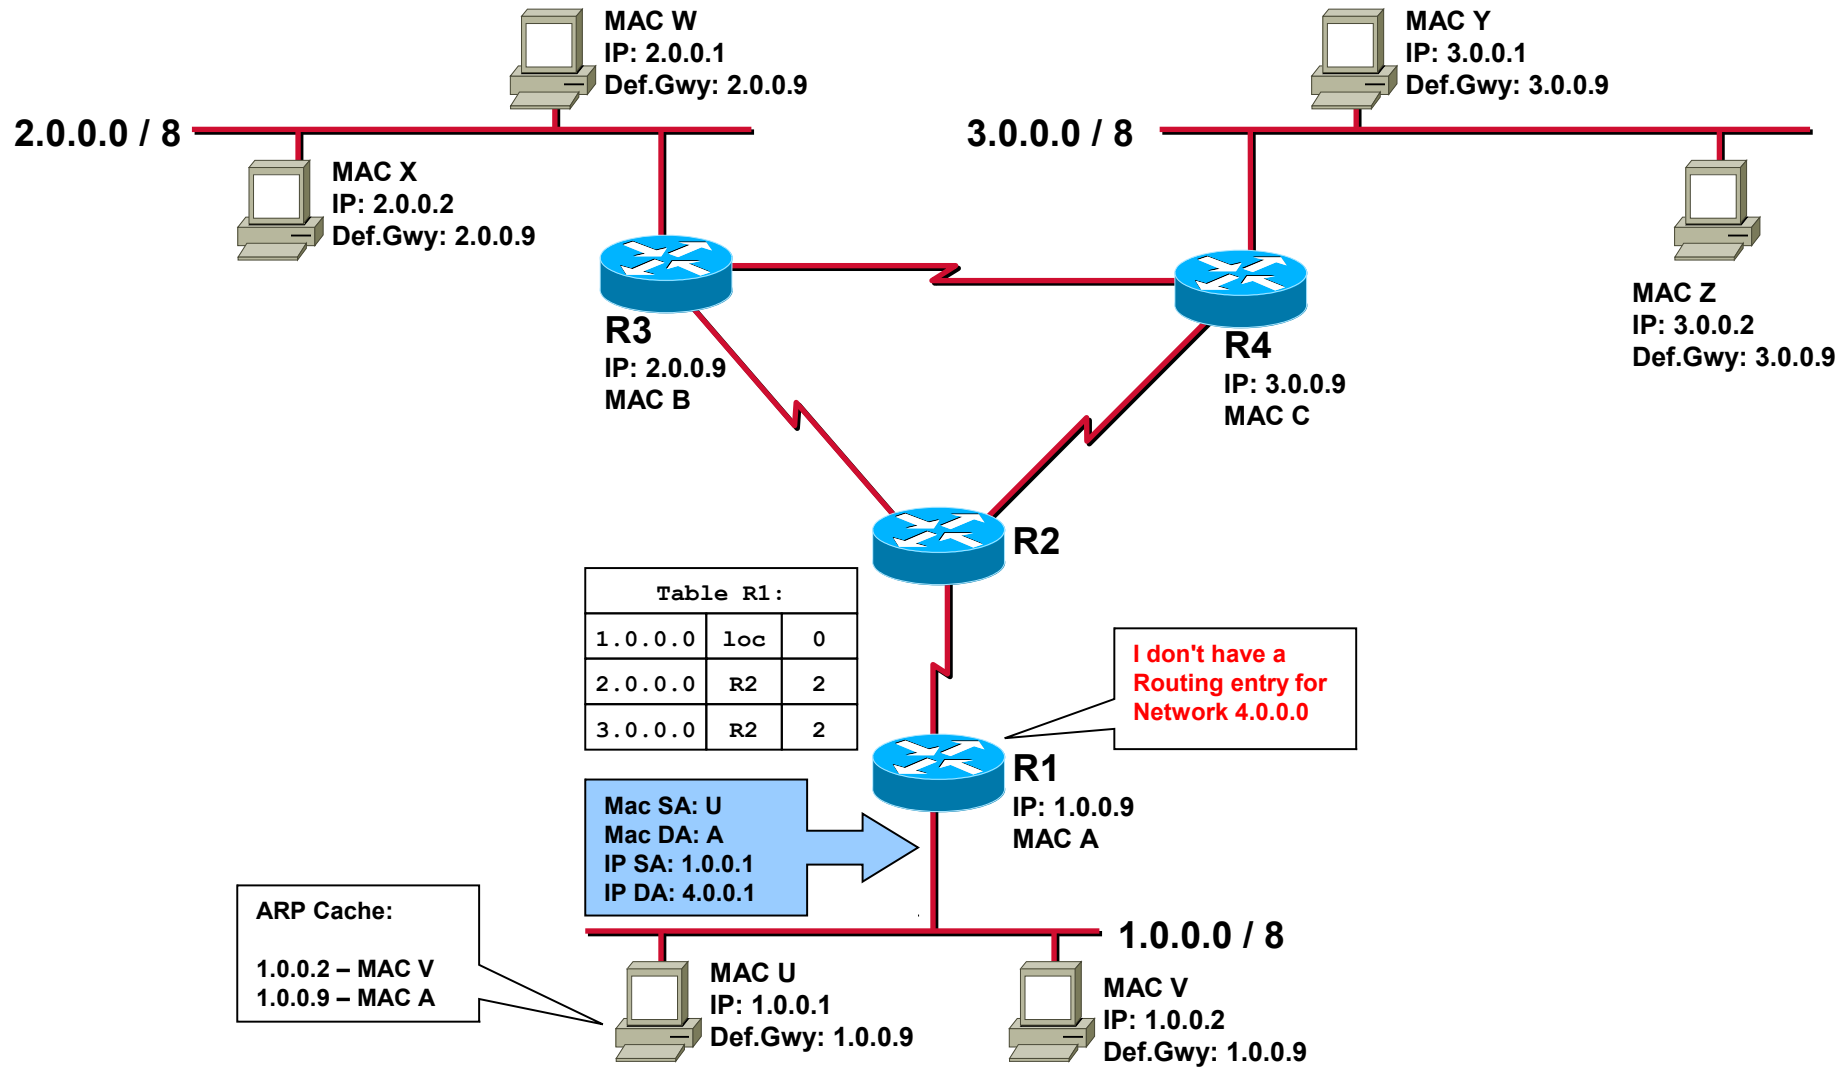 MAC W
IP: 2.0.0.1
Def.Gwy: 2.0.0.9
MAC Y
IP: 3.0.0.1
Def.Gwy: 3.0.0.9
2.0.0.0 / 8
3.0.0.0 / 8
MAC X
IP: 2.0.0.2
Def.Gwy: 2.0.0.9
MAC Z
IP: 3.0.0.2
Def.Gwy: 3.0.0.9
R3
IP: 2.0.0.9
MAC B
R4
IP: 3.0.0.9
MAC C
R2
Table R1:
1.0.0.0 loc 0
2.0.0.0 R2 2
3.0.0.0 R2 2
I don't have a
Routing entry for
Network 4.0.0.0
R1
IP: 1.0.0.9
MAC A
Mac SA: U
Mac DA: A
IP SA: 1.0.0.1
IP DA: 4.0.0.1
ARP Cache:
1.0.0.2 – MAC V
1.0.0.9 – MAC A
1.0.0.0 / 8
MAC U
IP: 1.0.0.1
Def.Gwy: 1.0.0.9
MAC V
IP: 1.0.0.2
Def.Gwy: 1.0.0.9